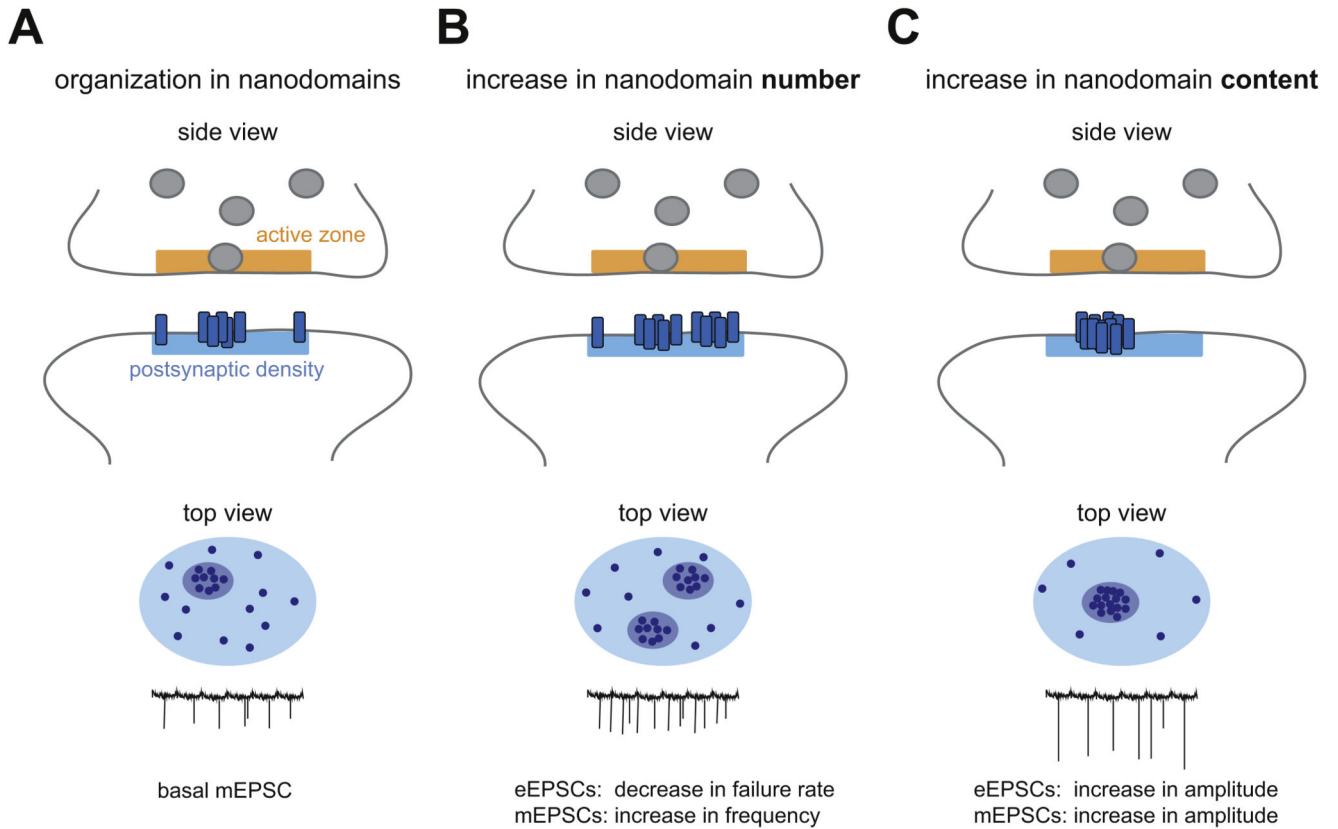 A
organization in nanodomains
side view
active zone
postsynaptic density
top view
basal mEPSC
B
increase in nanodomain number
side view
top view
eEPSCs: decrease in failure rate
mEPSCs: increase in frequency
C
increase in nanodomain content
side view
top view
eEPSCs: increase in amplitude
mEPSCs: increase in amplitude